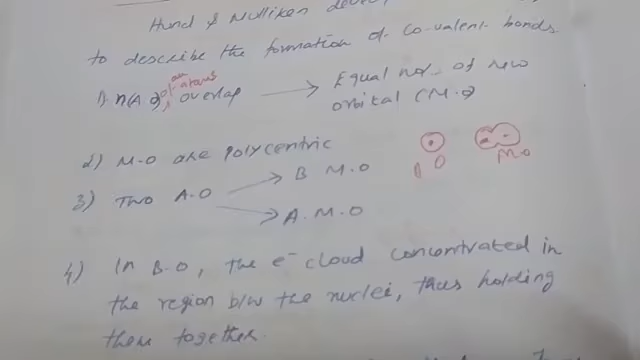 Hund & Mulliken
to describe the formation of co-valent bonds
1) n(A.O) of atoms overlap → Equal no. of new
orbital (M.O)
2) M.O are polycentric
A O
M.O
3) Two A.O → B M.O
→ A.M.O
4) In B.O, the e⁻ cloud concentrated in
the region b/w the nuclei, thus holding
them together.